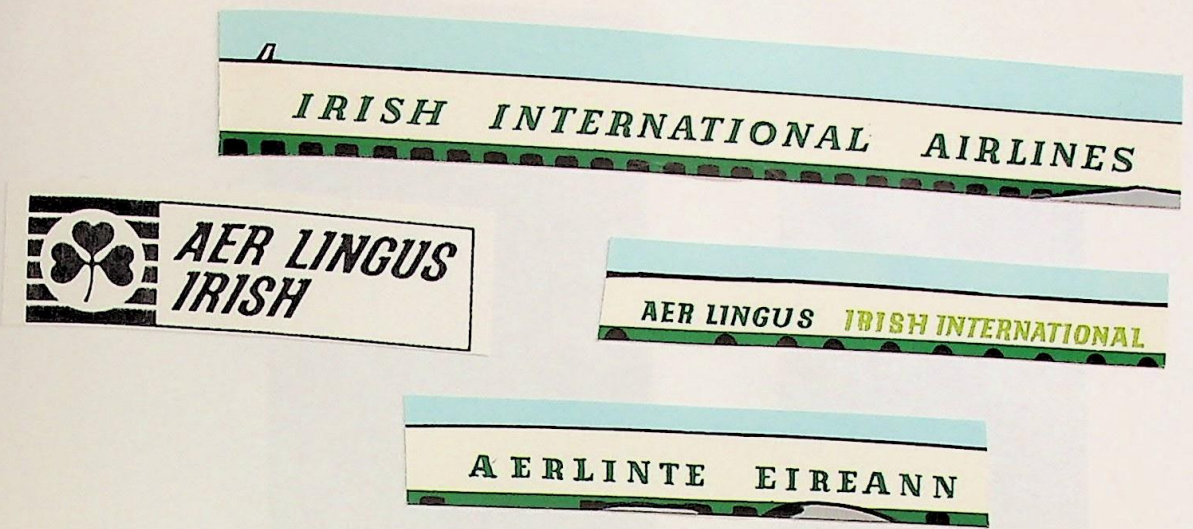 IRISH INTERNATIONAL AIRLINES
AER LINGUS
IRISH
AER LINGUS IRISH INTERNATIONAL
AERLINTE EIREANN